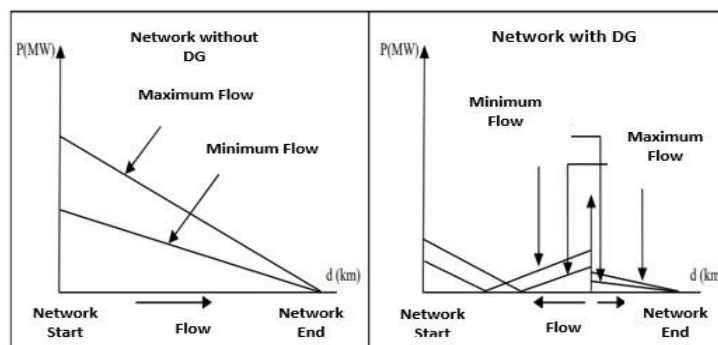 Network without
DG
P(MW)
Maximum Flow
Minimum Flow
d (km)
Network
Start
Flow
Network
End
Network with DG
P(MW)
Minimum
Flow
Maximum
Flow
d (km)
Network
Start
Flow
Network
End